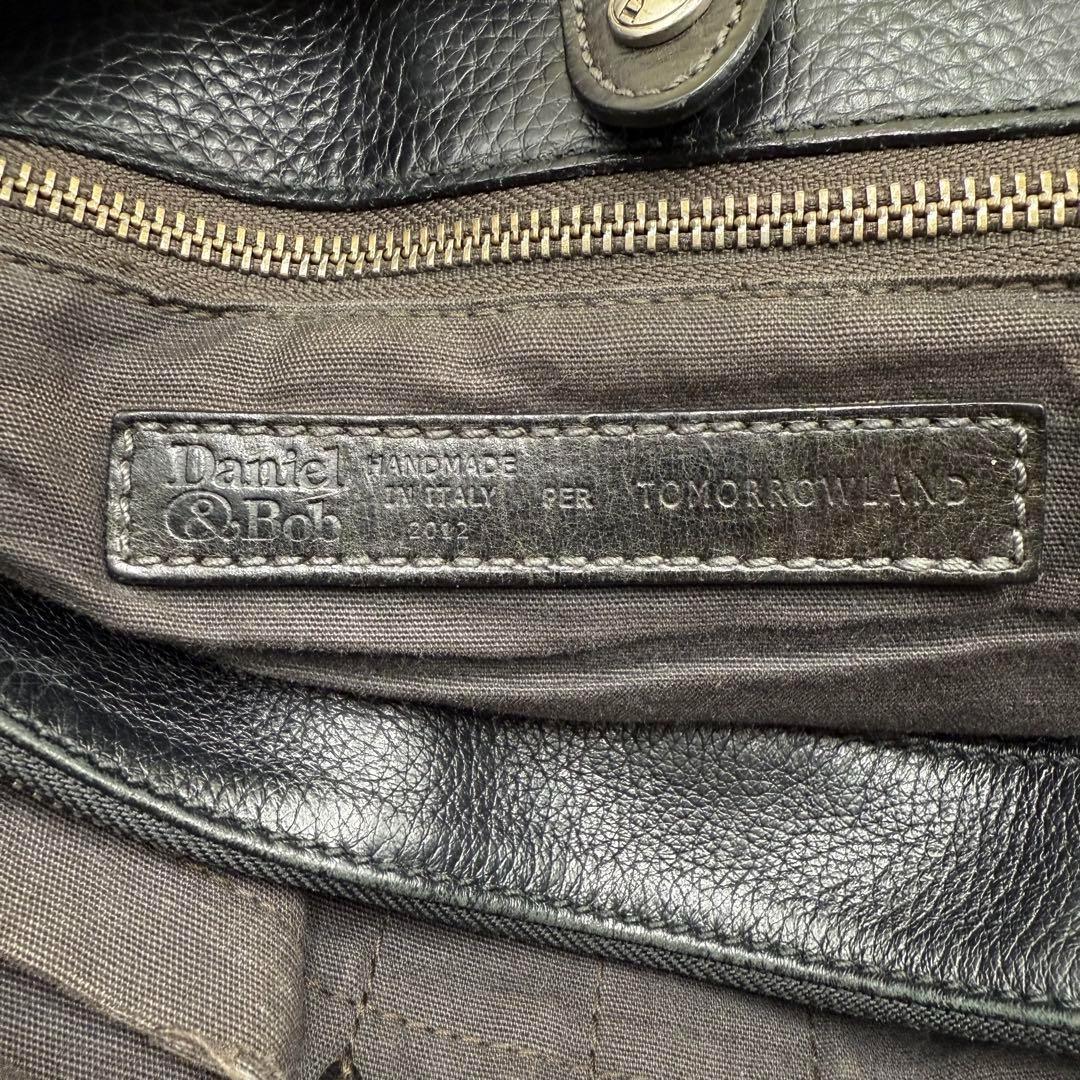 Daniel
& Bob
HANDMADE
IN ITALY
2012
PER
TOMORROWLAND